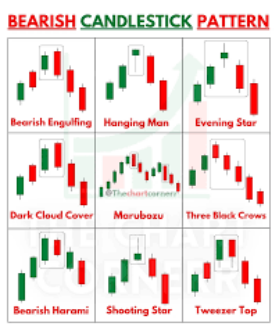 BEARISH CANDLESTICK PATTERN
Bearish Engulfing
Hanging Man
Evening Star
@Thechartcorners
Dark Cloud Cover
Marubozu
Three Black Crows
Bearish Harami
Shooting Star
Tweezer Top